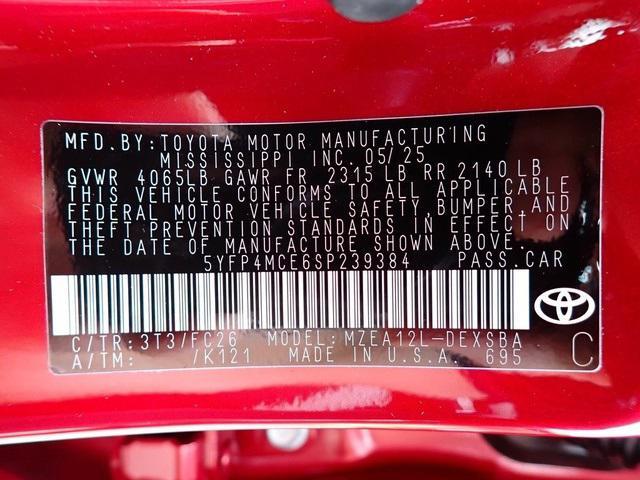 MFD.BY:TOYOTA MOTOR MANUFACTURING
MISSISSIPPI INC. 05/25
GVWR 4065LB GAWR FR 2315 LB RR 2140 LB
THIS VEHICLE CONFORMS TO ALL APPLICABLE
FEDERAL MOTOR VEHICLE SAFETY,BUMPER,AND
THEFT PREVENTION STANDARDS IN EFFECT ON
THE DATE OF MANUFACTURE SHOWN ABOVE.
5YFP4MCE6SP239384 PASS.CAR
C/TR:3T3/FC26 MODEL:MZEA12L-DEXSBA
A/TM: /K121 MADE IN U.S.A. 695 C